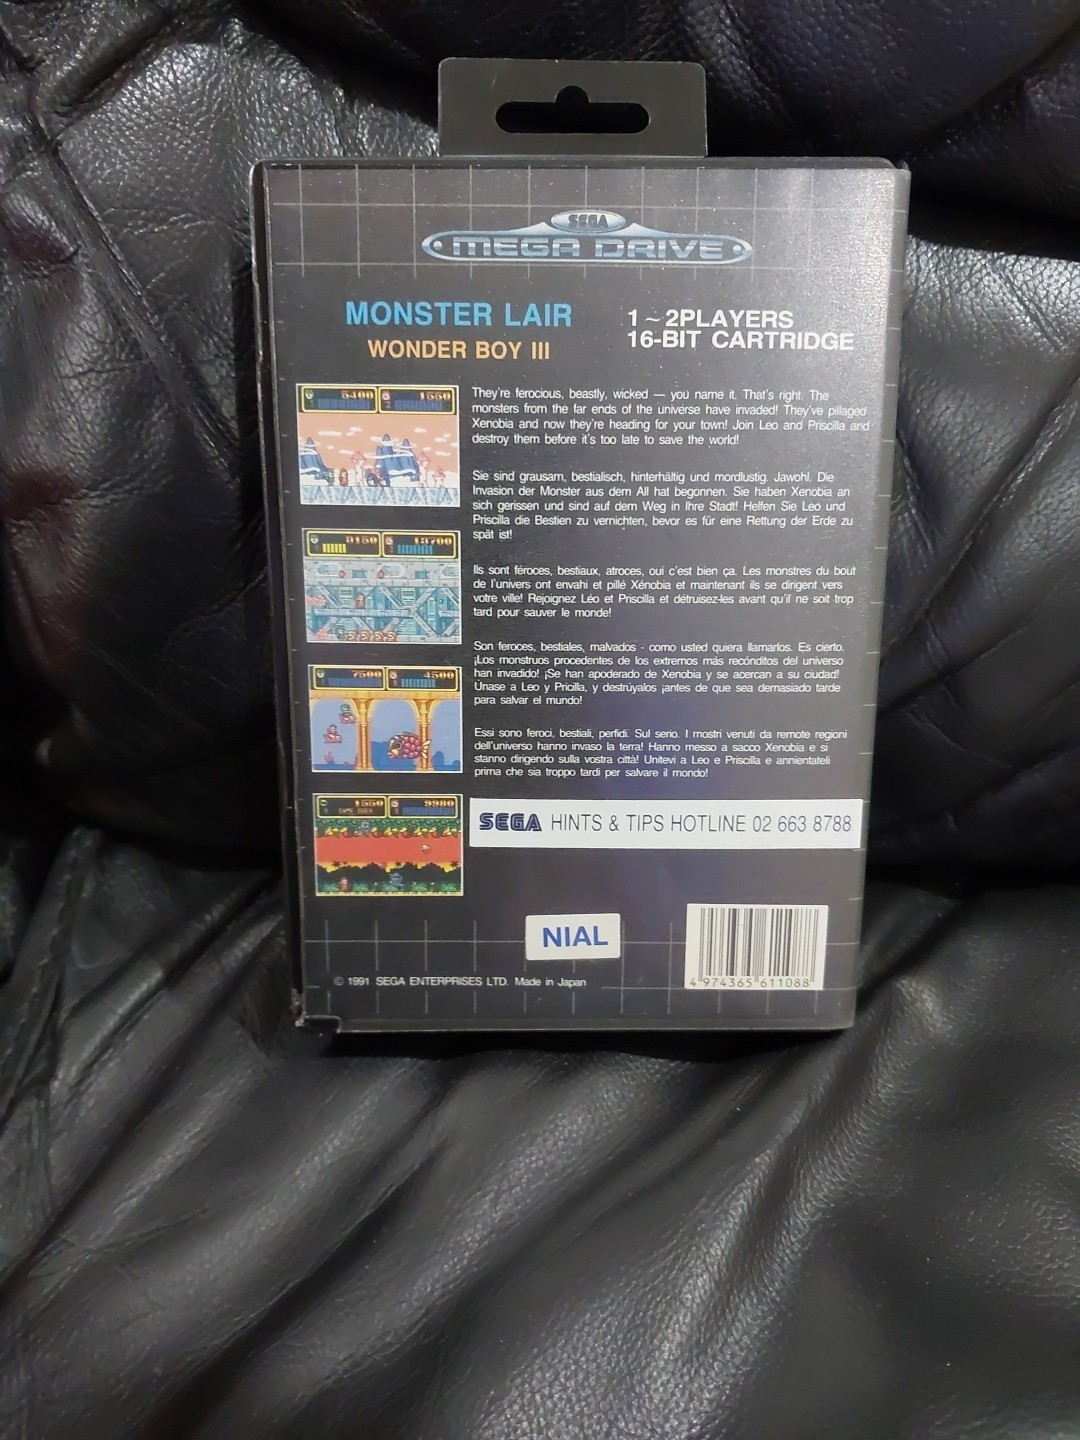 SEGA
MEGA DRIVE
MONSTER LAIR
WONDER BOY III
1~2PLAYERS
16-BIT CARTRIDGE
They're ferocious, beastly, wicked — you name it. That's right. The
monsters from the far ends of the universe have invaded! They've pillaged
Xenobia and now they're heading for your town! Join Leo and Priscilla and
destroy them before it's too late to save the world!
Sie sind grausam, bestialisch, hinterhältig und mordlustig. Jawohl. Die
Invasion der Monster aus dem All hat begonnen. Sie haben Xenobia an
sich gerissen und sind auf dem Weg in Ihre Stadt! Helfen Sie Leo und
Priscilla die Bestien zu vernichten, bevor es für eine Rettung der Erde zu
spät ist!
Ils sont féroces, bestiaux, atroces, oui c'est bien ça. Les monstres du bout
de l'univers ont envahi et pillé Xénobia et maintenant ils se dirigent vers
votre ville! Rejoignez Léo et Priscilla et détruisez-les avant qu'il ne soit trop
tard pour sauver le monde!
Son feroces, bestiales, malvados - como usted quiera llamarlos. Es cierto.
¡Los monstruos procedentes de los extremos más recónditos del universo
han invadido! ¡Se han apoderado de Xenobia y se acercan a su ciudad!
Únase a Leo y Pricilla, y destrúyalos ¡antes de que sea demasiado tarde
para salvar el mundo!
Essi sono feroci, bestiali, perfidi. Sul serio. I mostri venuti da remote regioni
dell'universo hanno invaso la terra! Hanno messo a sacco Xenobia e si
stanno dirigendo sulla vostra città! Unitevi a Leo e Priscilla e annientateli
prima che sia troppo tardi per salvare il mondo!
5400 1550
9150 13700
7500 4500
1550 9980
GAME OVER
SEGA HINTS & TIPS HOTLINE 02 663 8788
NIAL
© 1991 SEGA ENTERPRISES LTD. Made in Japan
4 974365 611088